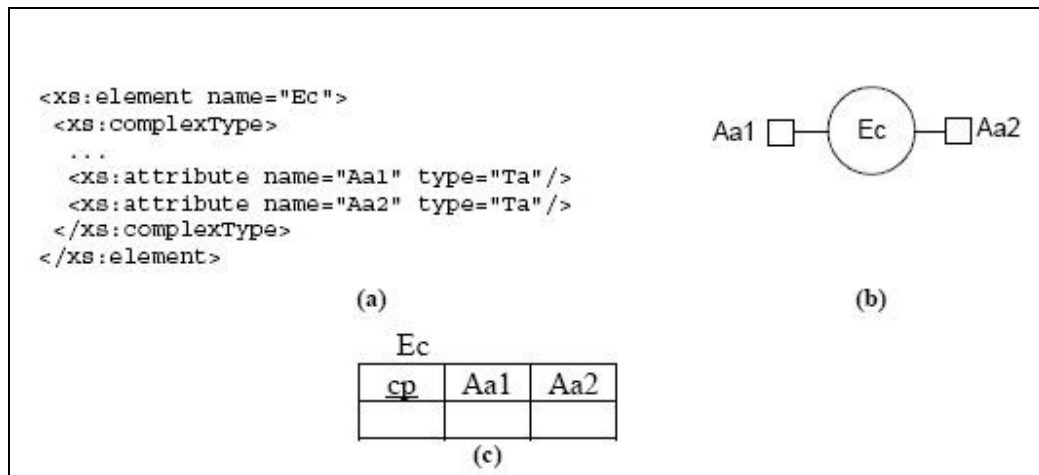 <xs:element name="Ec">
<xs:complexType>
...
<xs:attribute name="Aa1" type="Ta"/>
<xs:attribute name="Aa2" type="Ta"/>
</xs:complexType>
</xs:element>
(a)
Aa1 Ec Aa2
(b)
Ec
cp Aa1 Aa2
(c)